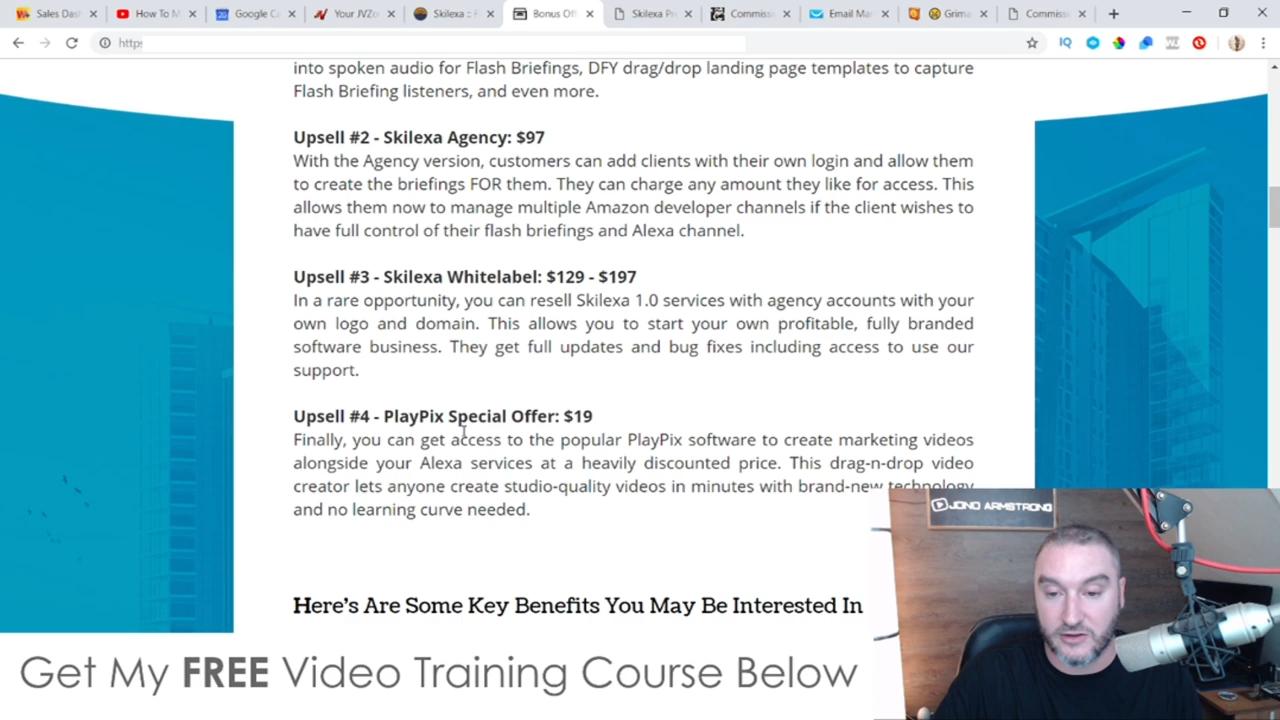 Sales Das
How To M
Google C
Your JVZo
Skilexa :: F
Bonus Off
Skilexa Pr
Commiss
Email Mar
Grima
Commiss
http
into spoken audio for Flash Briefings, DFY drag/drop landing page templates to capture
Flash Briefing listeners, and even more.
Upsell #2 - Skilexa Agency: $97
With the Agency version, customers can add clients with their own login and allow them
to create the briefings FOR them. They can charge any amount they like for access. This
allows them now to manage multiple Amazon developer channels if the client wishes to
have full control of their flash briefings and Alexa channel.
Upsell #3 - Skilexa Whitelabel: $129 - $197
In a rare opportunity, you can resell Skilexa 1.0 services with agency accounts with your
own logo and domain. This allows you to start your own profitable, fully branded
software business. They get full updates and bug fixes including access to use our
support.
Upsell #4 - PlayPix Special Offer: $19
Finally, you can get access to the popular PlayPix software to create marketing videos
alongside your Alexa services at a heavily discounted price. This drag-n-drop video
creator lets anyone create studio-quality videos in minutes with brand-new technology
and no learning curve needed.
JONO ARMSTRONG
Here's Are Some Key Benefits You May Be Interested In
Get My FREE Video Training Course Below